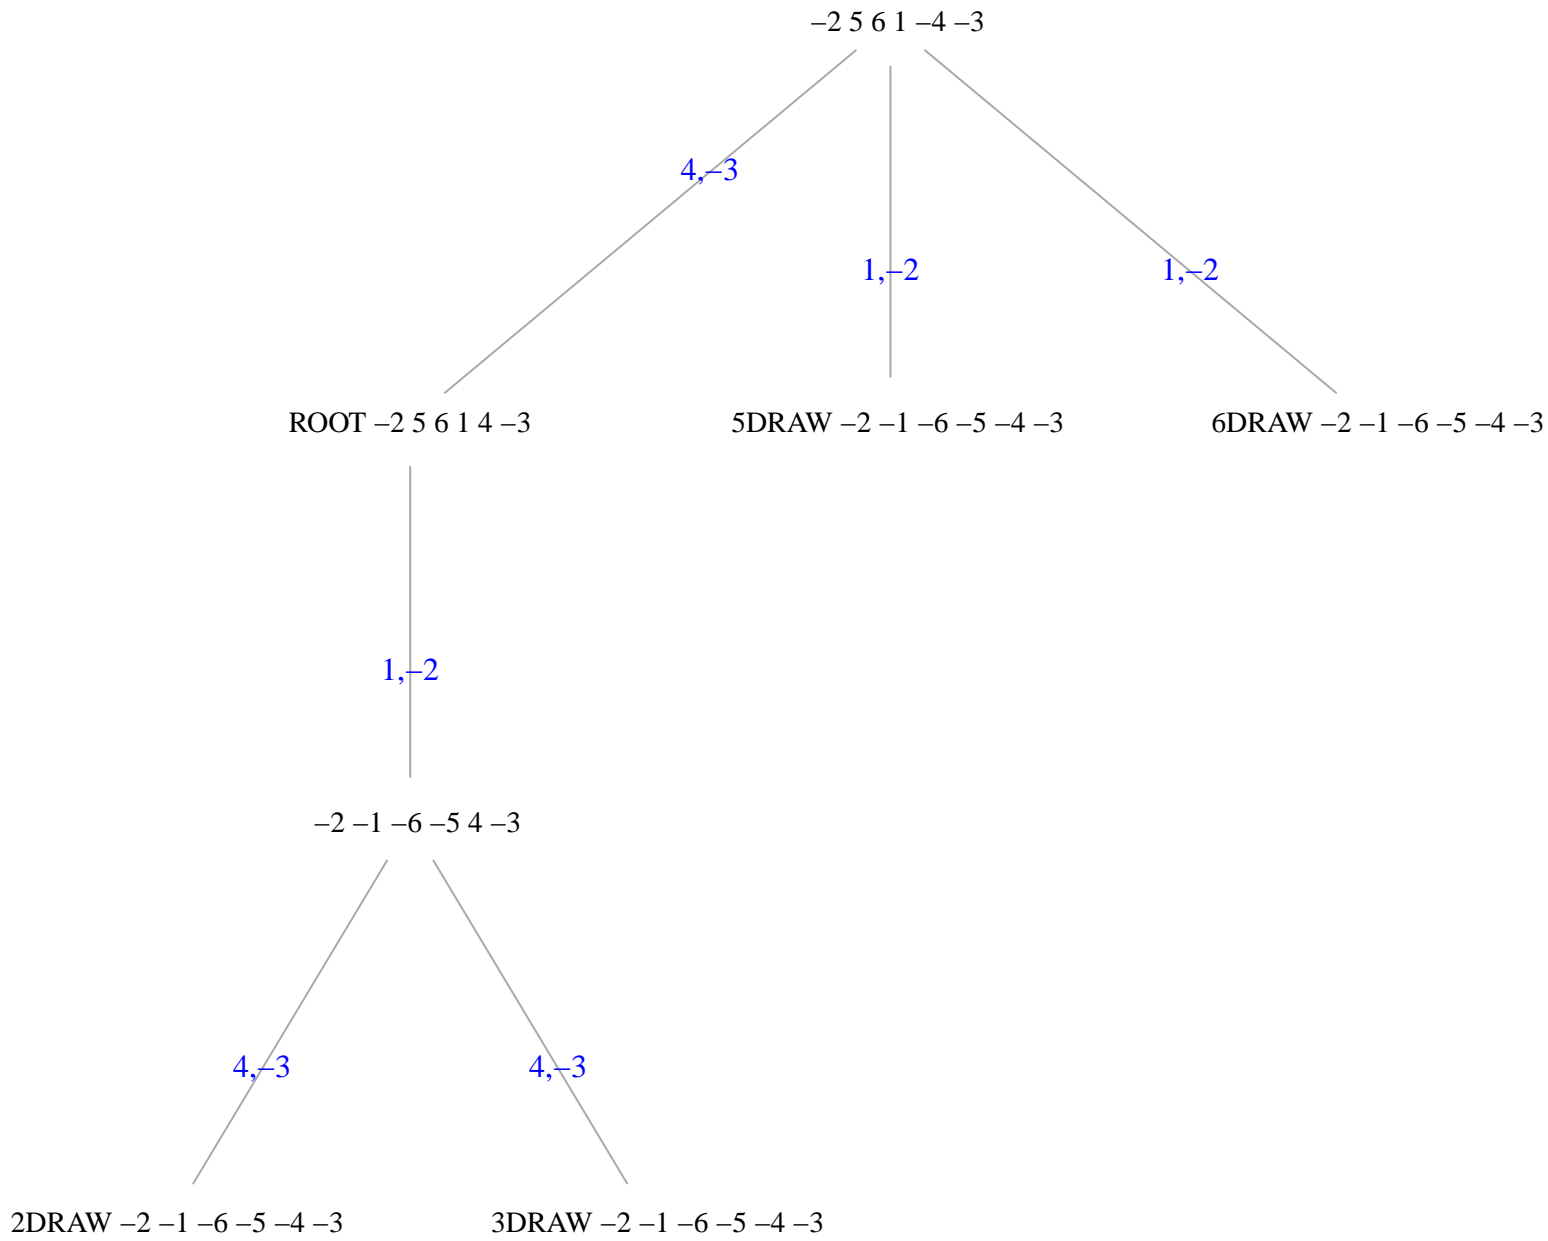 –2 5 6 1 –4 –3
4,–3
1,–2
1,–2
ROOT –2 5 6 1 4 –3
5DRAW –2 –1 –6 –5 –4 –3
6DRAW –2 –1 –6 –5 –4 –3
1,–2
–2 –1 –6 –5 4 –3
4,–3
4,–3
2DRAW –2 –1 –6 –5 –4 –3
3DRAW –2 –1 –6 –5 –4 –3